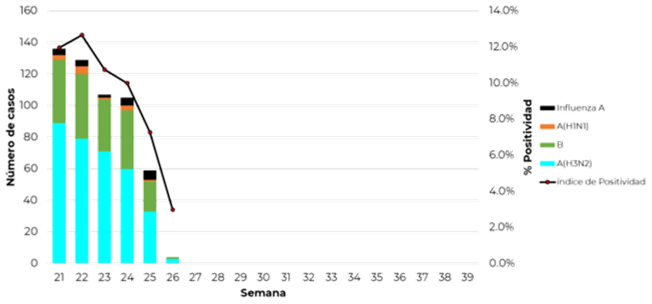 160
140
120
100
80
60
40
20
0
Número de casos
14.0%
12.0%
10.0%
8.0%
6.0%
4.0%
2.0%
0.0%
% Positividad
21 22 23 24 25 26 27 28 29 30 31 32 33 34 35 36 37 38 39
Semana
Influenza A
A(H1N1)
B
A(H3N2)
índice de Positividad